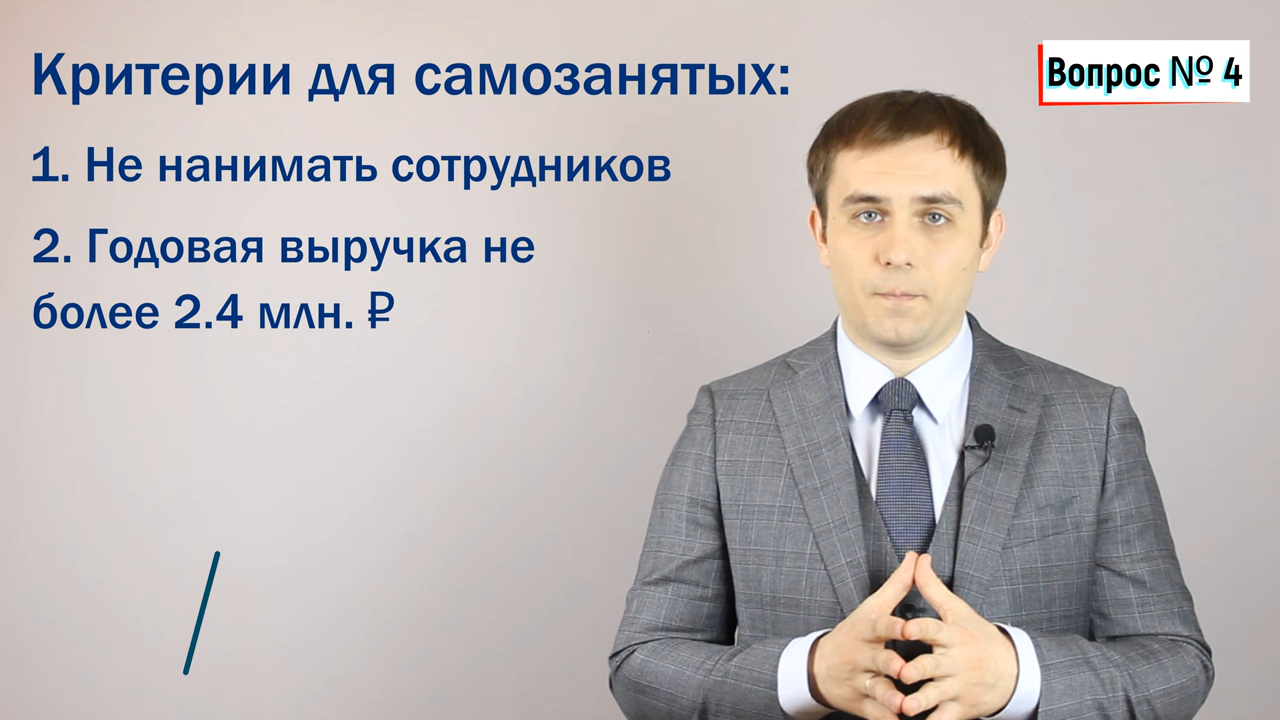 Критерии для самозанятых:
Вопрос № 4
1. Не нанимать сотрудников
2. Годовая выручка не
более 2.4 млн. ₽